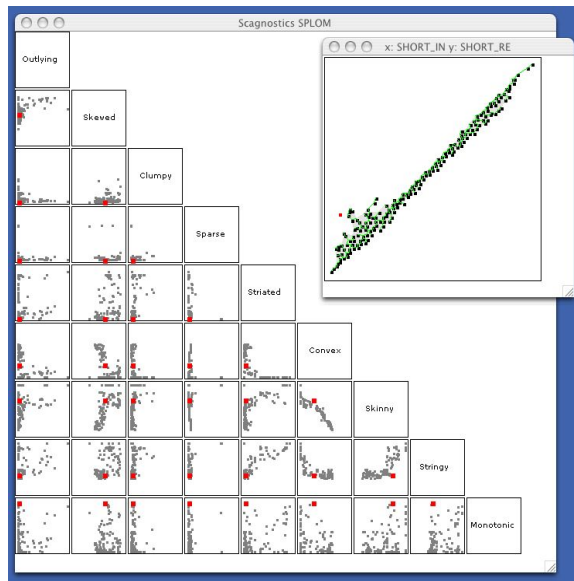 Scagnostics SPLOM
x: SHORT_IN y: SHORT_RE
Outlying
Skewed
Clumpy
Sparse
Striated
Convex
Skinny
Stringy
Monotonic